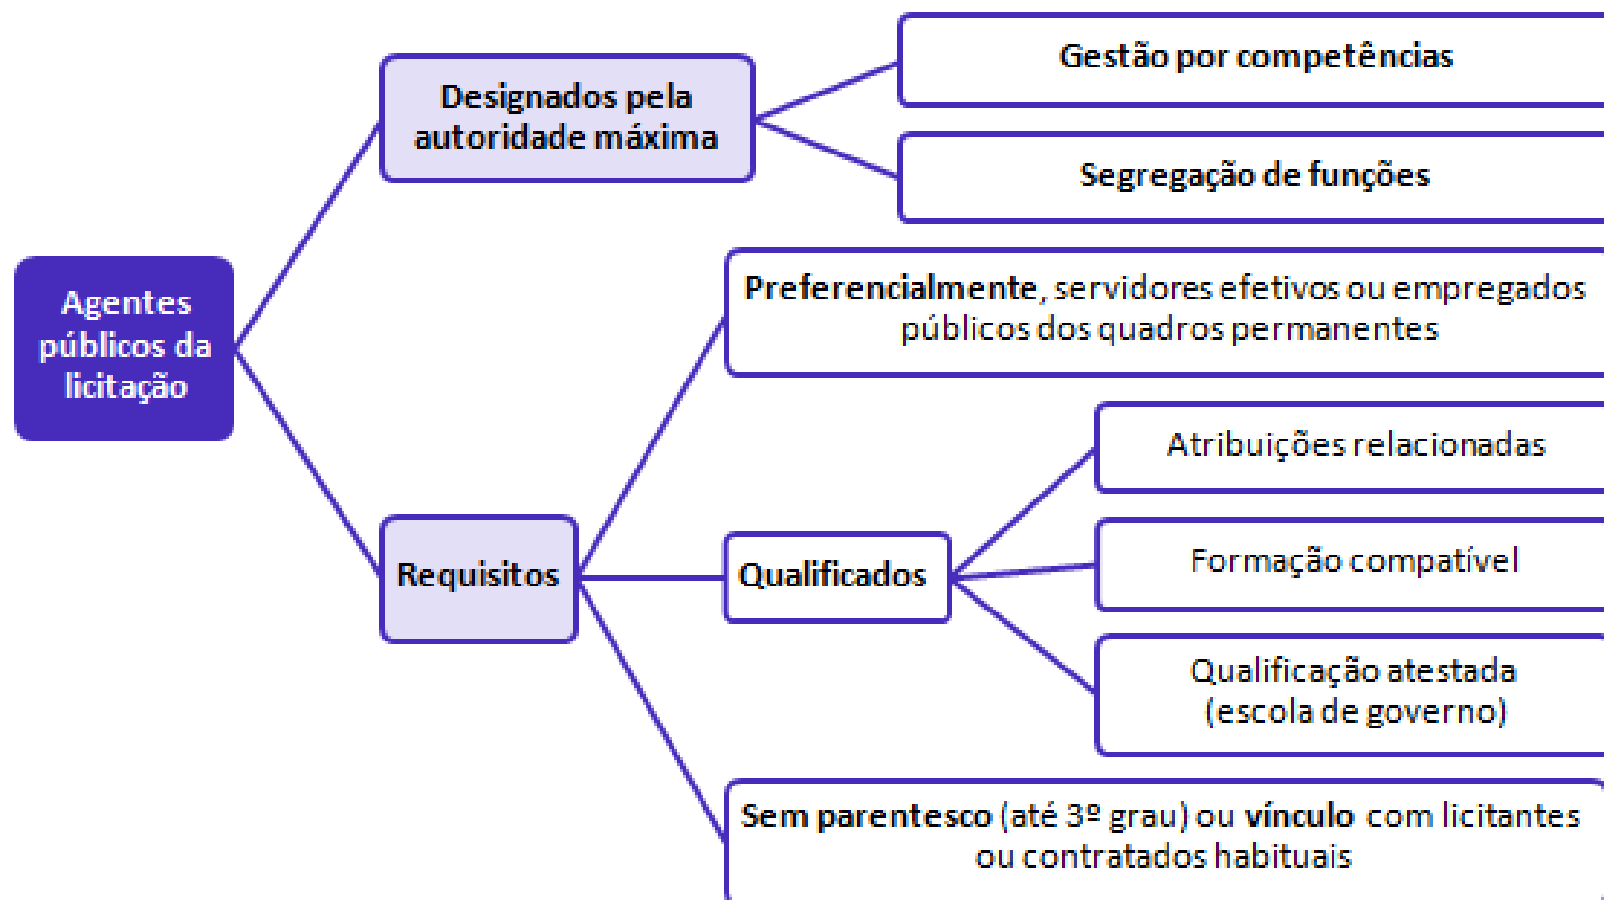 Agentes
públicos da
licitação
Designados pela
autoridade máxima
Gestão por competências
Segregação de funções
Requisitos
Preferencialmente, servidores efetivos ou empregados
públicos dos quadros permanentes
Qualificados
Atribuições relacionadas
Formação compatível
Qualificação atestada
(escola de governo)
Sem parentesco (até 3º grau) ou vínculo com licitantes
ou contratados habituais